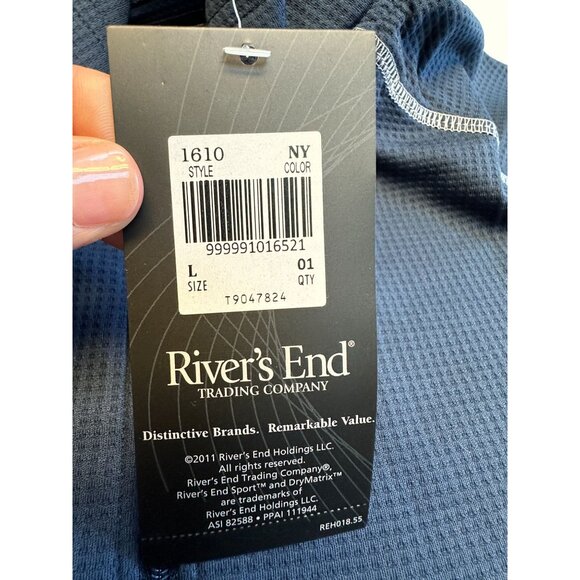 1610 NY
STYLE COLOR
999991016521
L 01
SIZE QTY
T9047824
River's End®
TRADING COMPANY
Distinctive Brands. Remarkable Value.
©2011 River's End Holdings LLC.
All rights reserved.
River's End Trading Company®,
River's End Sport™ and DryMatrix™
are trademarks of
River's End Holdings LLC.
ASI 82588 • PPAI 111944
REH018.55